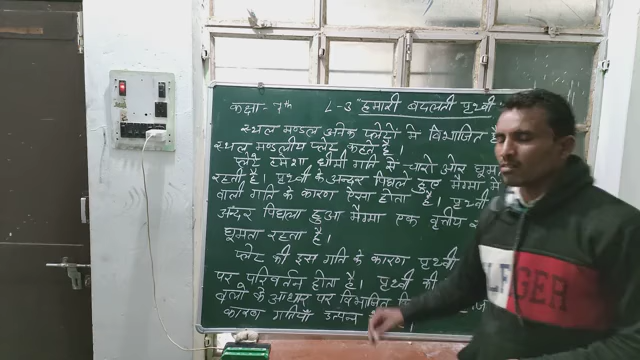 कक्षा - 7th L-3 "हमारी बदलती पृथ्वी"
स्थल मण्डल अनेक प्लेटों में विभाजित है
स्थल मण्डलीय प्लेट कहते है।
प्लेटे हमेशा धीमी गति से चारो ओर घूम
रहती है। पृथ्वी के अन्दर पिघले हुए मैग्मा में
वाली गति के कारण ऐसा होता है। पृथ्वी
अन्दर पिघला हुआ मैग्मा एक वृत्तीय
घूमता रहता है।
प्लेट की इस गति के कारण पृथ्वी
पर परिवर्तन होता है। पृथ्वी की
बलो के आधार पर विभाजित
कारण गतियाँ उत्पन्न
LFGER